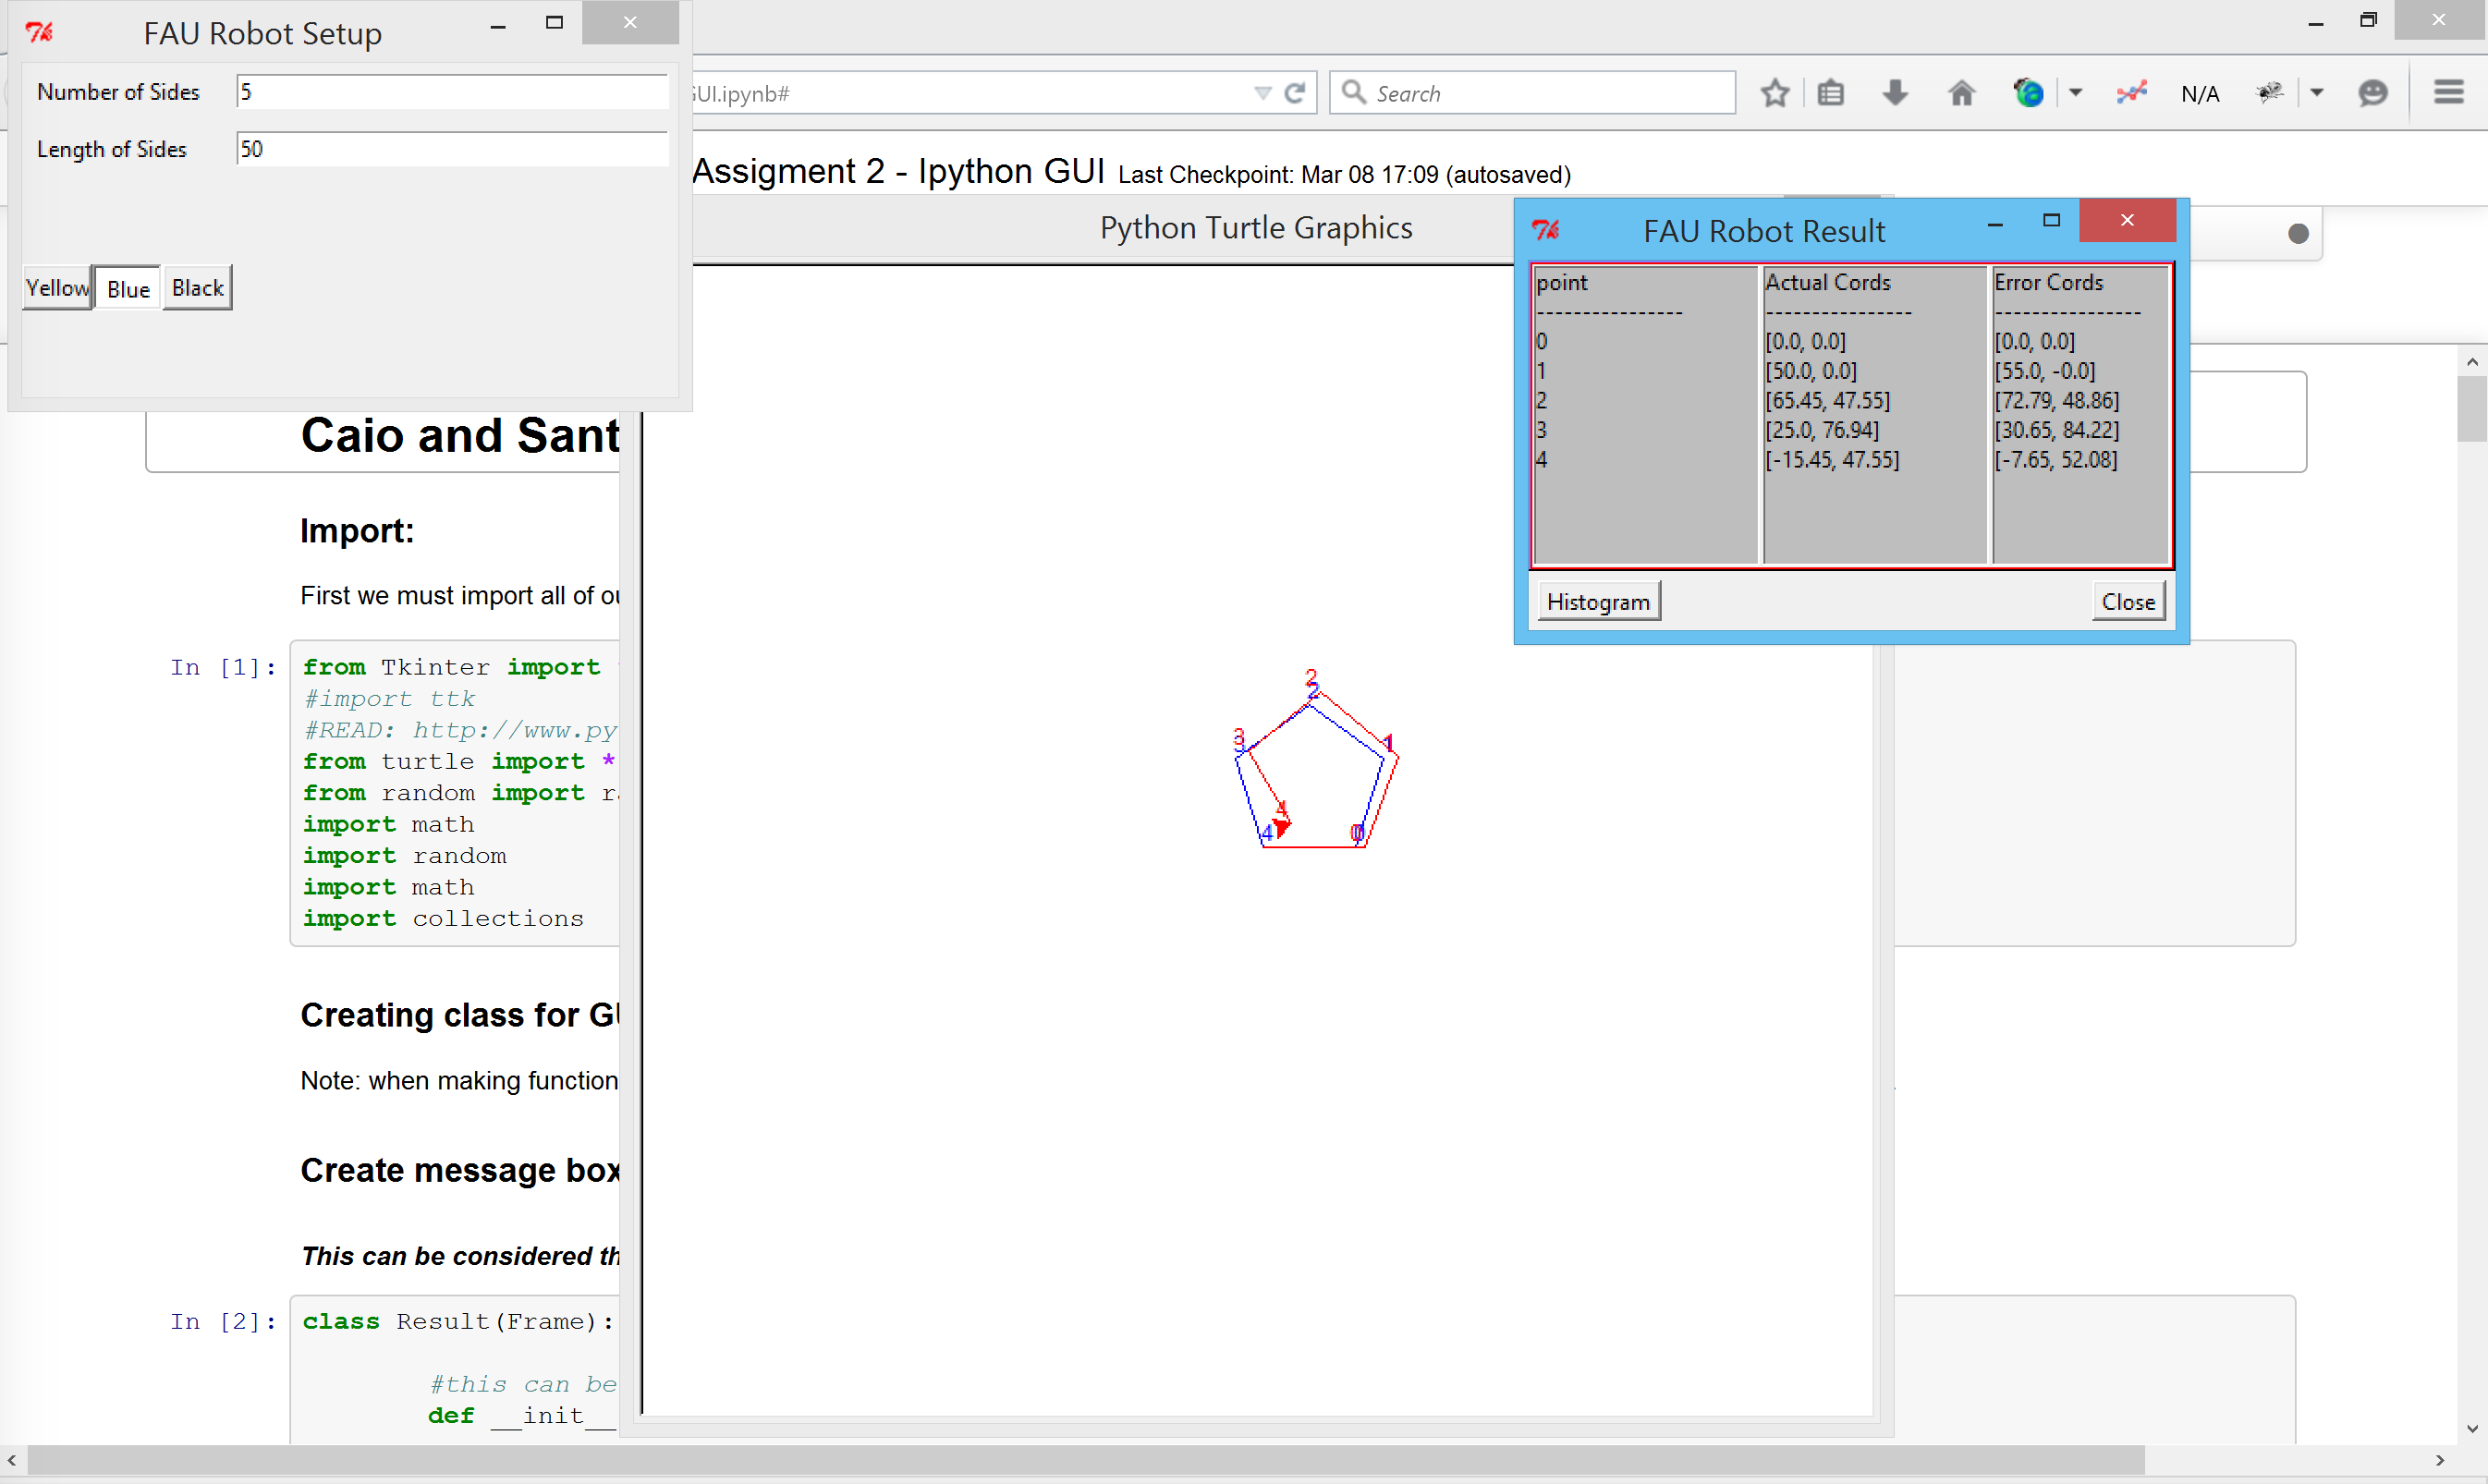 FAU Robot Setup
Number of Sides 5
Length of Sides 50
Yellow Blue Black
GUI.ipynb#
Search
N/A
Assigment 2 - Ipython GUI Last Checkpoint: Mar 08 17:09 (autosaved)
Python Turtle Graphics
FAU Robot Result
point Actual Cords Error Cords
---------------- ---------------- ----------------
0 [0.0, 0.0] [0.0, 0.0]
1 [50.0, 0.0] [55.0, -0.0]
2 [65.45, 47.55] [72.79, 48.86]
3 [25.0, 76.94] [30.65, 84.22]
4 [-15.45, 47.55] [-7.65, 52.08]
Histogram Close
Caio and Sant
Import:
First we must import all of
In [1]:
from Tkinter import
#import ttk
#READ: http://www.py
from turtle import *
from random import
import math
import random
import math
import collections
2
2
3
3
1
4
4
0
Creating class for
Note: when making function
Create message box
This can be considered
In [2]:
class Result(Frame):
#this can be
def __init__